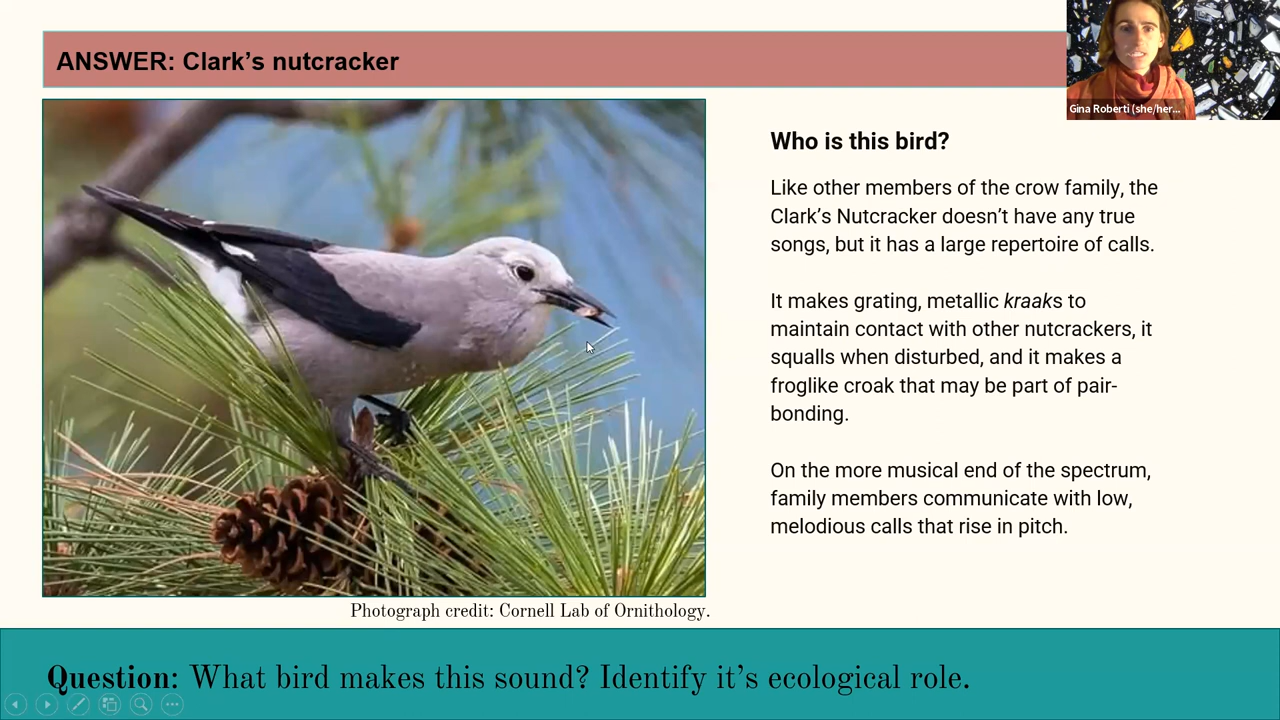 ANSWER: Clark’s nutcracker
Gina Roberti (she/her...
Who is this bird?
Like other members of the crow family, the
Clark’s Nutcracker doesn’t have any true
songs, but it has a large repertoire of calls.
It makes grating, metallic kraaks to
maintain contact with other nutcrackers, it
squalls when disturbed, and it makes a
froglike croak that may be part of pair-
bonding.
On the more musical end of the spectrum,
family members communicate with low,
melodious calls that rise in pitch.
Photograph credit: Cornell Lab of Ornithology.
Question: What bird makes this sound? Identify it’s ecological role.